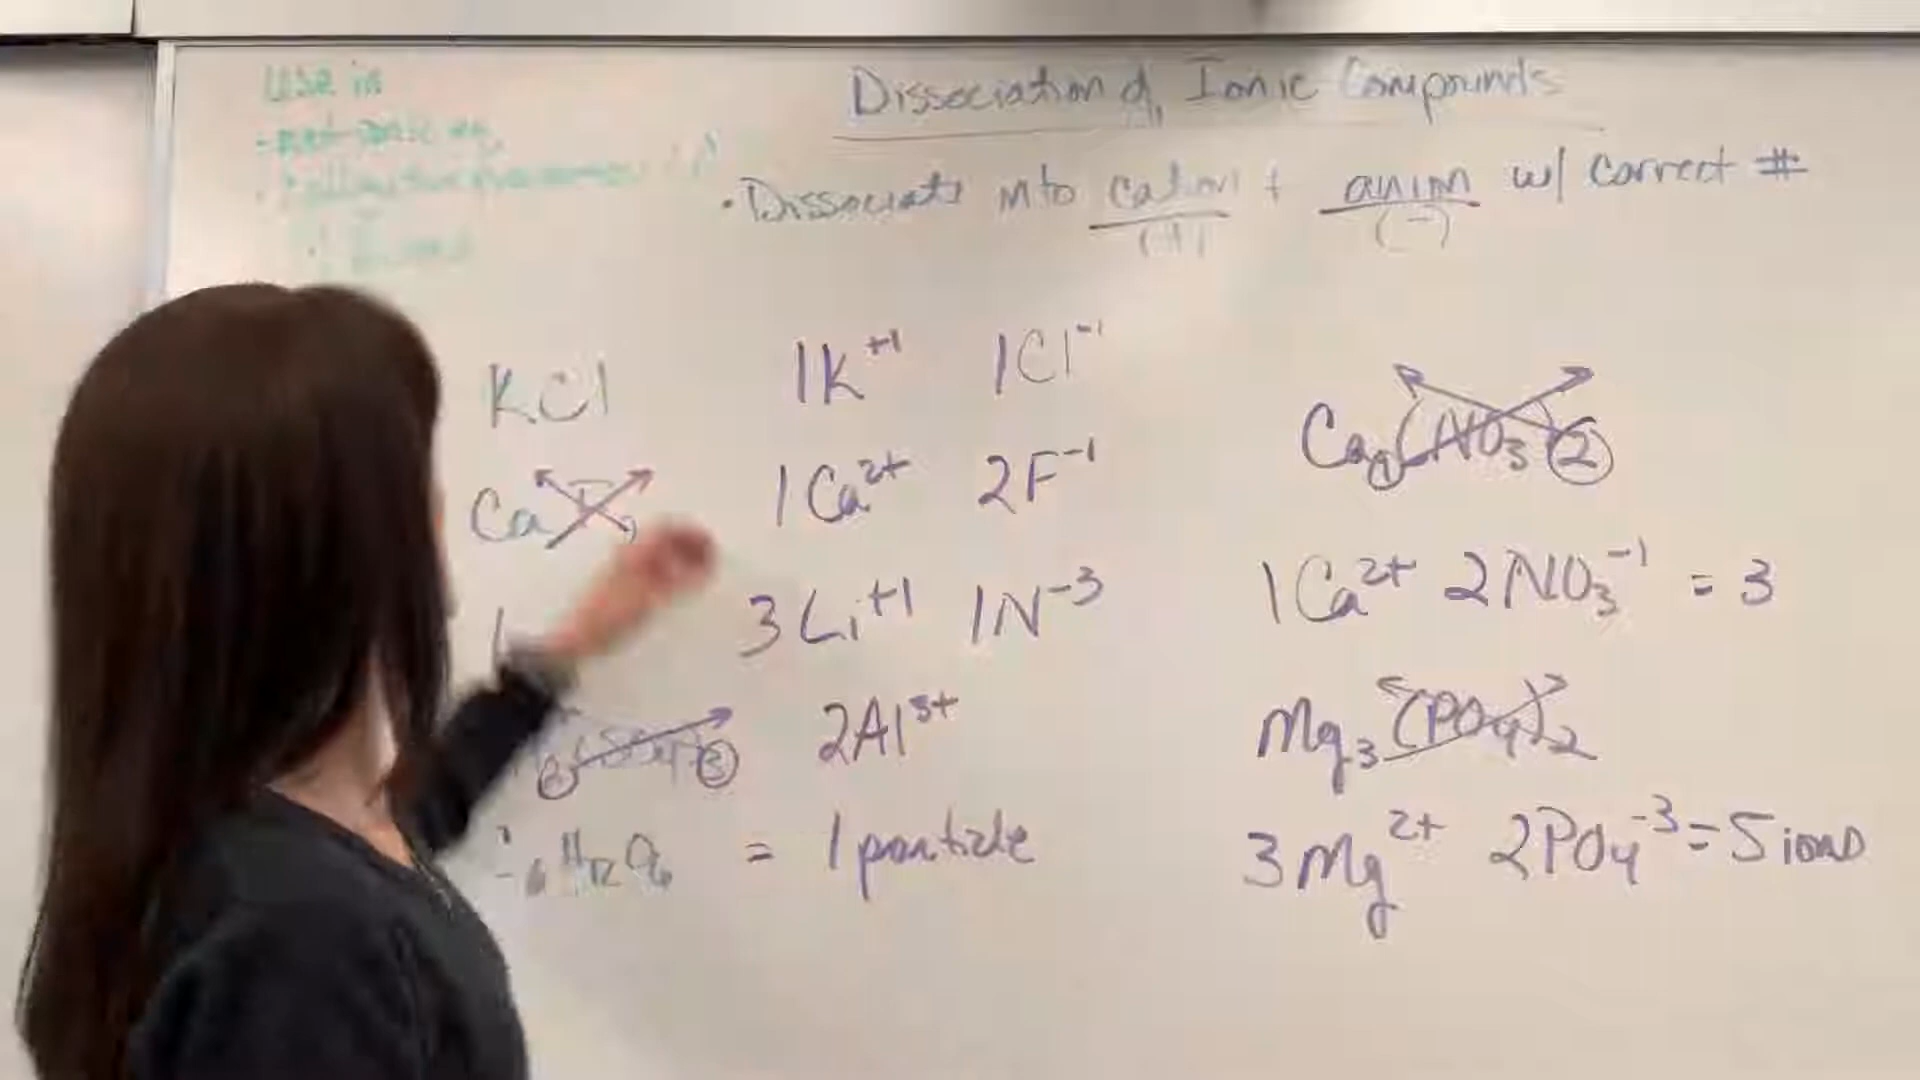 Use in
Dissociation of Ionic Compounds
• Dissociate into cation + anion w/ correct #
(+) (-)
KCl 1K⁺¹ 1Cl⁻¹
Ca 1Ca²⁺ 2F⁻¹
3Li⁺¹ 1N⁻³
2Al³⁺
₆H₁₂O₆ = 1 particle
Ca₁(NO₃)₂
1Ca²⁺ 2NO₃⁻¹ = 3
Mg₃(PO₄)₂
3Mg²⁺ 2PO₄⁻³ = 5 ions